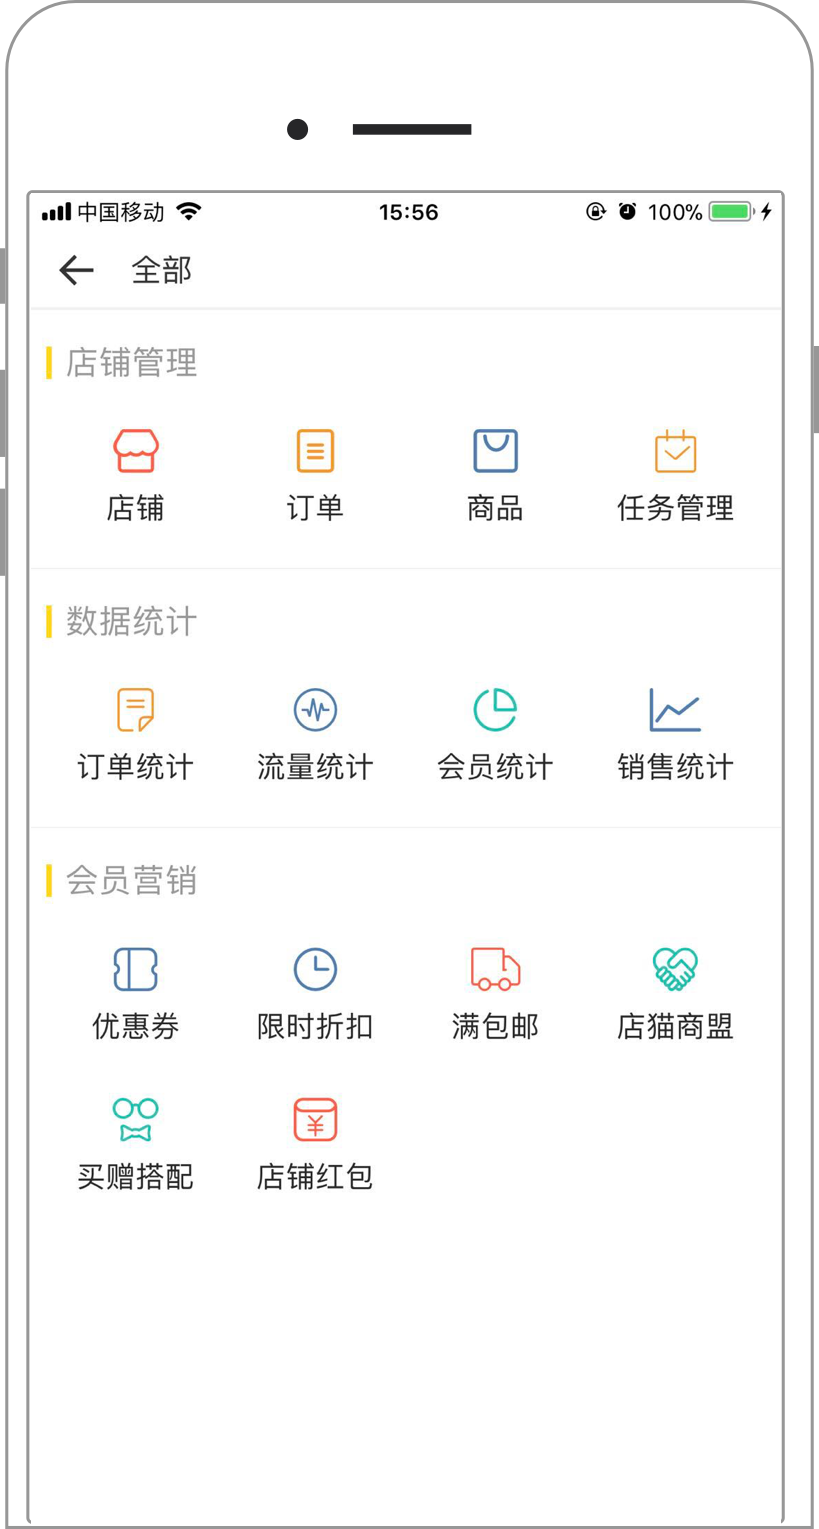 中国移动 15:56 100%
全部
店铺管理
店铺 订单 商品 任务管理
数据统计
订单统计 流量统计 会员统计 销售统计
会员营销
优惠券 限时折扣 满包邮 店猫商盟
¥
买赠搭配 店铺红包